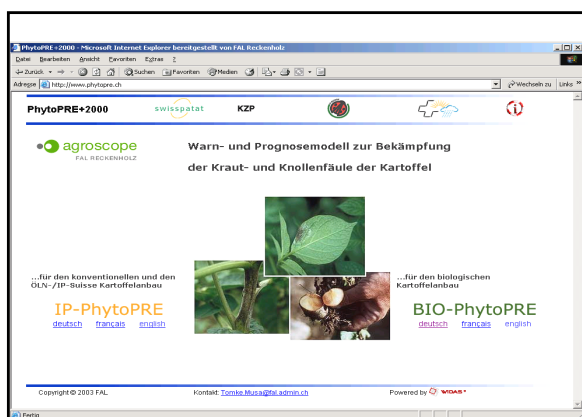 PhytoPRE+2000 - Microsoft Internet Explorer bereitgestellt von FAL Reckenholz
Datei Bearbeiten Ansicht Favoriten Extras ?
Zurück Suchen Favoriten Medien
Adresse http://www.phytopre.ch Wechseln zu Links »
PhytoPRE+2000 swisspatat KZP
agroscope
FAL RECKENHOLZ
Warn- und Prognosemodell zur Bekämpfung
der Kraut- und Knollenfäule der Kartoffel
...für den konventionellen und den
ÖLN-/IP-Suisse Kartoffelanbau
IP-PhytoPRE
deutsch français english
...für den biologischen
Kartoffelanbau
BIO-PhytoPRE
deutsch français english
Copyright © 2003 FAL Kontakt: Tomke.Musa@fal.admin.ch Powered by WIDAS
Fertig